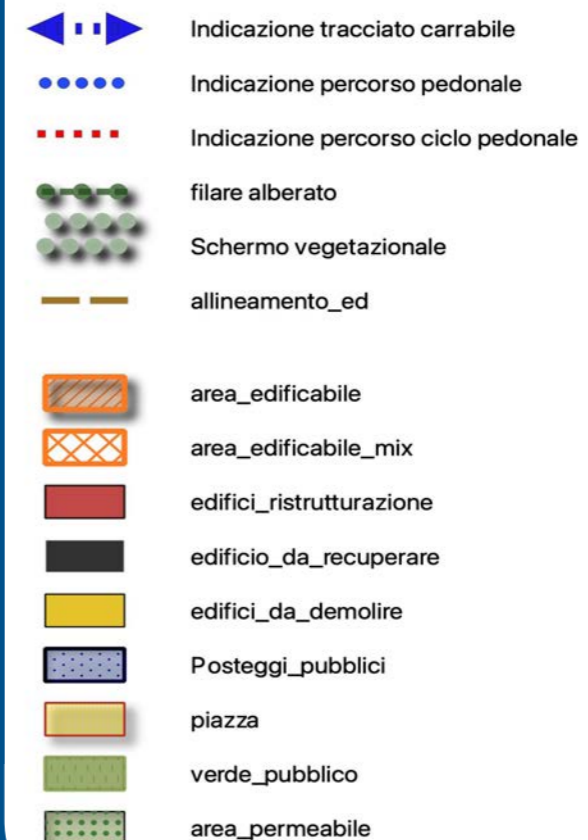 Indicazione tracciato carrabile
Indicazione percorso pedonale
Indicazione percorso ciclo pedonale
filare alberato
Schermo vegetazionale
allineamento_ed
area_edificabile
area_edificabile_mix
edifici_ristrutturazione
edificio_da_recuperare
edifici_da_demolire
Posteggi_pubblici
piazza
verde_pubblico
area_permeabile